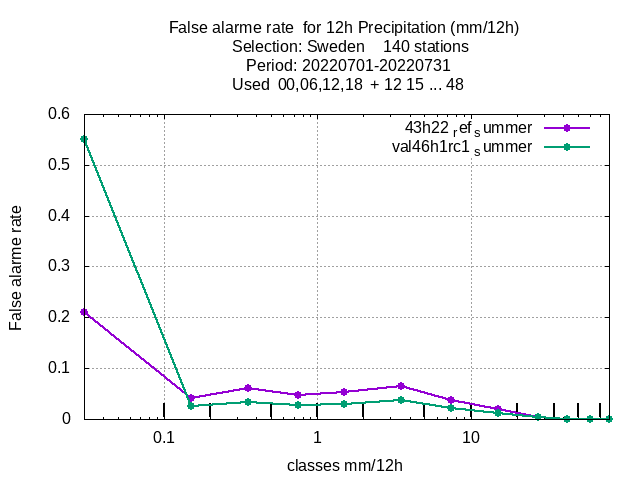 False alarme rate  for 12h Precipitation (mm/12h)
Selection: Sweden    140 stations
Period: 20220701-20220731
Used  00,06,12,18  + 12 15 ... 48
43h22 ref summer
val46h1rc1 summer
False alarme rate
0.6
0.5
0.4
0.3
0.2
0.1
0
0.1 1 10
classes mm/12h